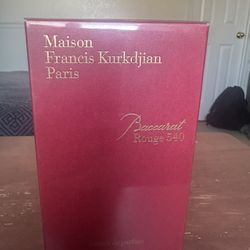 Maison
Francis Kurkdjian
Paris
Baccarat
Rouge 540